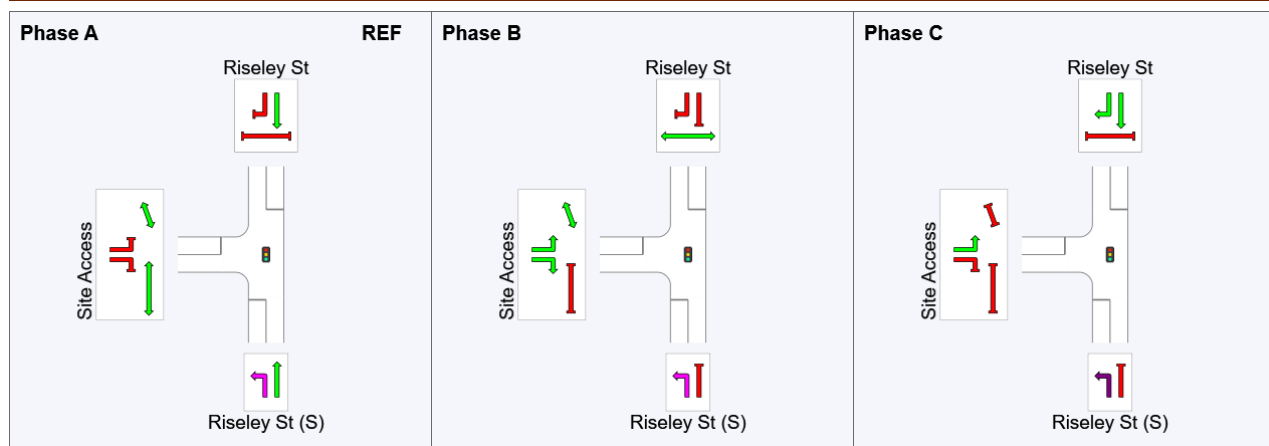 Phase A
REF
Riseley St
Site Access
Riseley St (S)
Phase B
Riseley St
Site Access
Riseley St (S)
Phase C
Riseley St
Site Access
Riseley St (S)